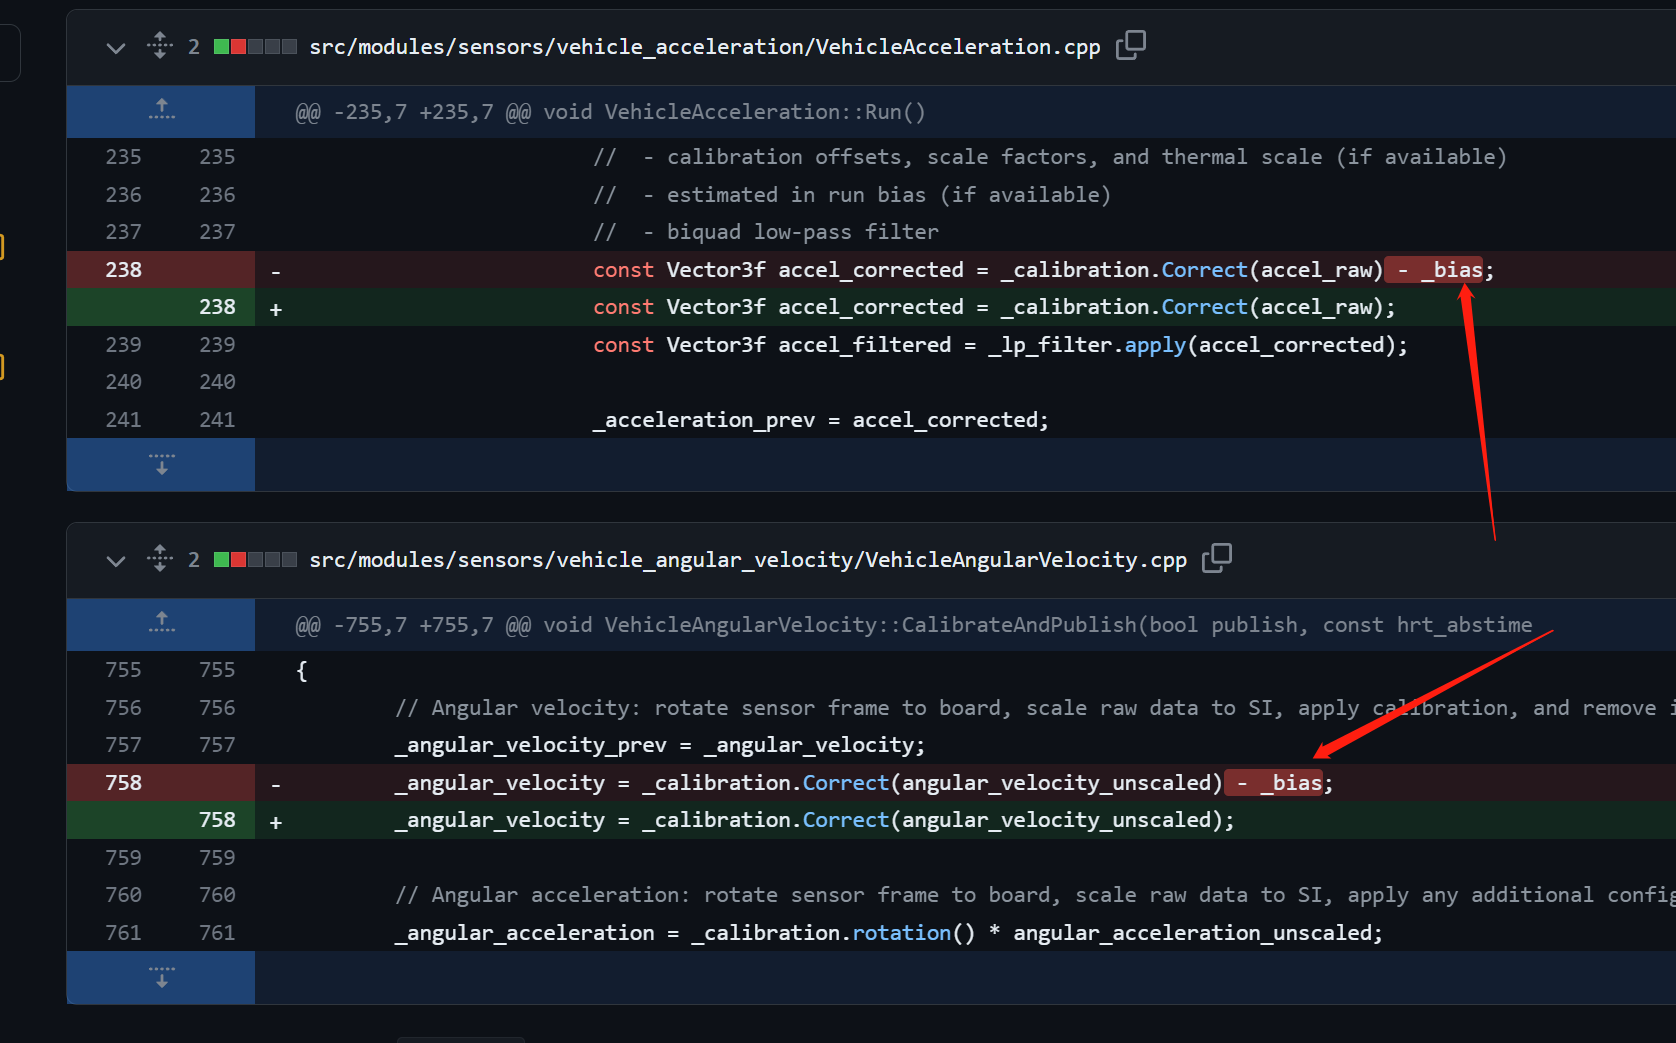 2 src/modules/sensors/vehicle_acceleration/VehicleAcceleration.cpp
@@ -235,7 +235,7 @@ void VehicleAcceleration::Run()
235 235 // - calibration offsets, scale factors, and thermal scale (if available)
236 236 // - estimated in run bias (if available)
237 237 // - biquad low-pass filter
238 - const Vector3f accel_corrected = _calibration.Correct(accel_raw) - _bias;
238 + const Vector3f accel_corrected = _calibration.Correct(accel_raw);
239 239 const Vector3f accel_filtered = _lp_filter.apply(accel_corrected);
240 240
241 241 _acceleration_prev = accel_corrected;
2 src/modules/sensors/vehicle_angular_velocity/VehicleAngularVelocity.cpp
@@ -755,7 +755,7 @@ void VehicleAngularVelocity::CalibrateAndPublish(bool publish, const hrt_abstime
755 755 {
756 756 // Angular velocity: rotate sensor frame to board, scale raw data to SI, apply calibration, and remove
757 757 _angular_velocity_prev = _angular_velocity;
758 - _angular_velocity = _calibration.Correct(angular_velocity_unscaled) - _bias;
758 + _angular_velocity = _calibration.Correct(angular_velocity_unscaled);
759 759
760 760 // Angular acceleration: rotate sensor frame to board, scale raw data to SI, apply any additional
761 761 _angular_acceleration = _calibration.rotation() * angular_acceleration_unscaled;